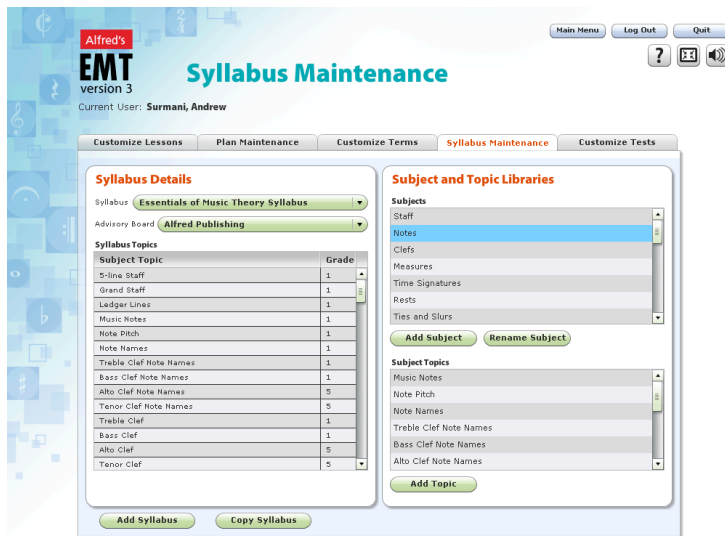 Main Menu Log Out Quit
Alfred's
EMT
version 3
?
Syllabus Maintenance
Current User: Surmani, Andrew
Customize Lessons Plan Maintenance Customize Terms Syllabus Maintenance Customize Tests
Syllabus Details
Syllabus Essentials of Music Theory Syllabus
Advisory Board Alfred Publishing
Syllabus Topics
Subject Topic Grade
5-line Staff 1
Grand Staff 1
Ledger Lines 1
Music Notes 1
Note Pitch 1
Note Names 1
Treble Clef Note Names 1
Bass Clef Note Names 1
Alto Clef Note Names 5
Tenor Clef Note Names 5
Treble Clef 1
Bass Clef 1
Alto Clef 5
Tenor Clef 5
Add Syllabus Copy Syllabus
Subject and Topic Libraries
Subjects
Staff
Notes
Clefs
Measures
Time Signatures
Rests
Ties and Slurs
Add Subject Rename Subject
Subject Topics
Music Notes
Note Pitch
Note Names
Treble Clef Note Names
Bass Clef Note Names
Alto Clef Note Names
Add Topic